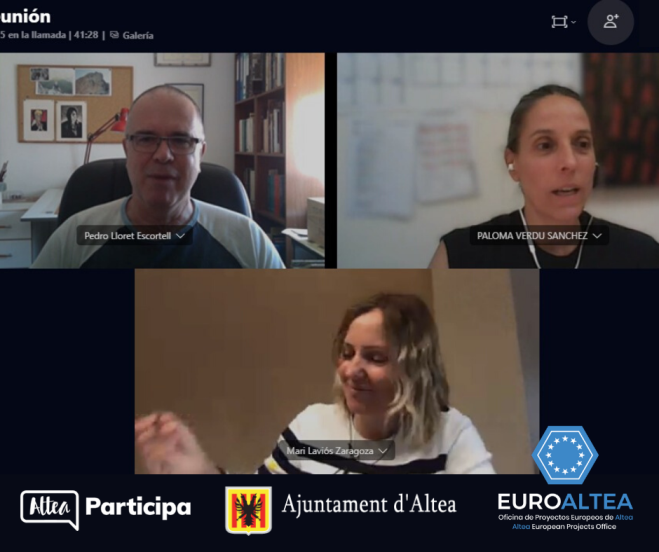 unión
5 en la llamada | 41:28 | Galería
Pedro Lloret Escortell
PALOMA VERDU SANCHEZ
Mari Laviós Zaragoza
Altea Participa
Ajuntament d'Altea
EUROALTEA
Oficina de Proyectos Europeos de Altea
Altea European Projects Office